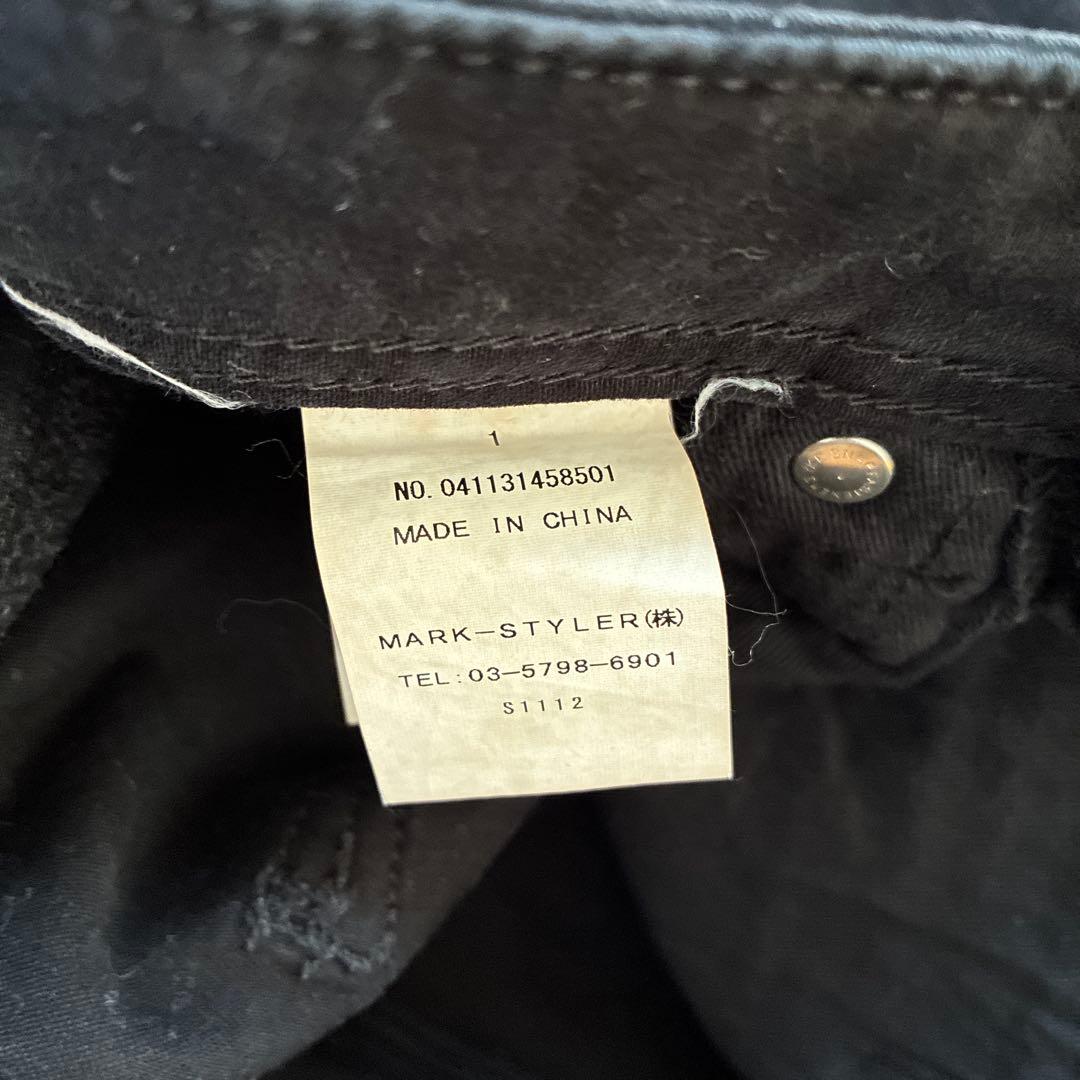 1
NO. 041131458501
MADE IN CHINA
MARK-STYLER(株)
TEL:03-5798-6901
S1112